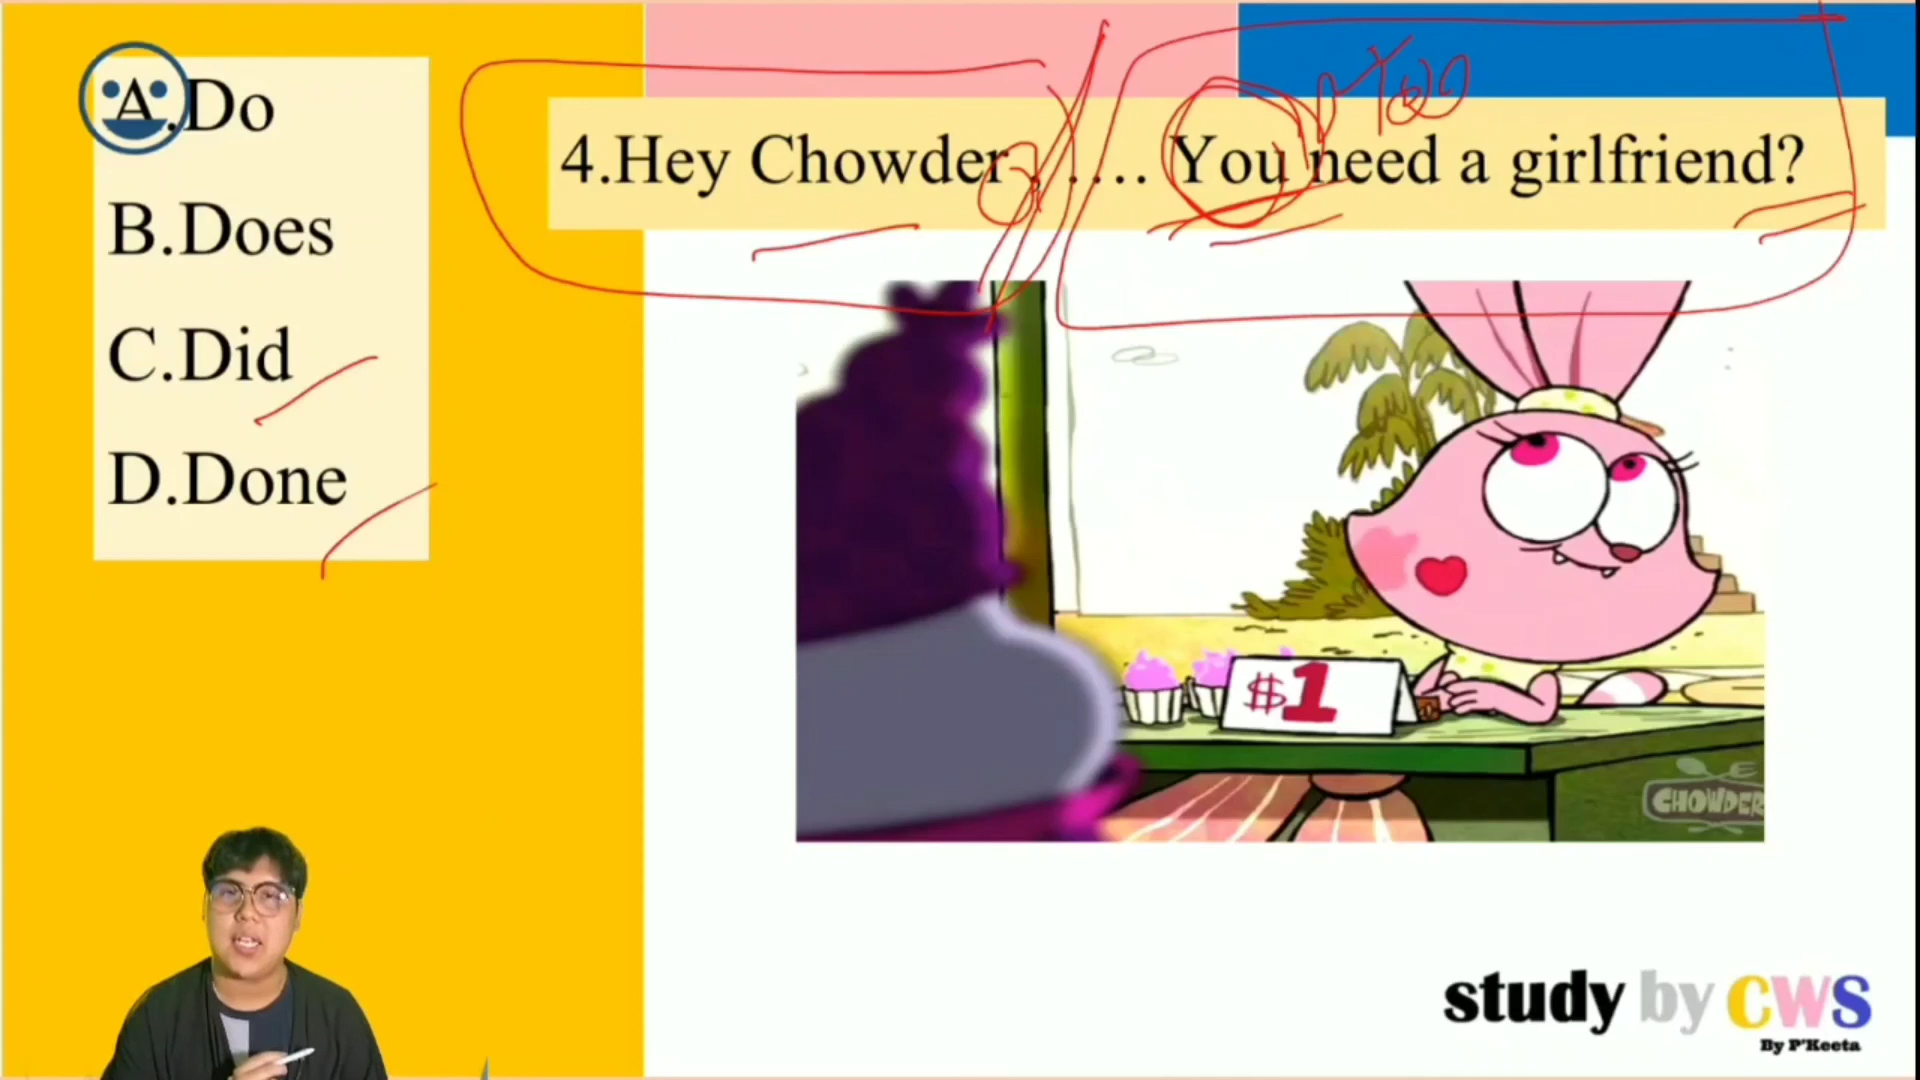 A.Do
B.Does
C.Did
D.Done
4.Hey Chowder, .... You need a girlfriend?
$1
CHOWDER
study by CWS
By P'Keeta